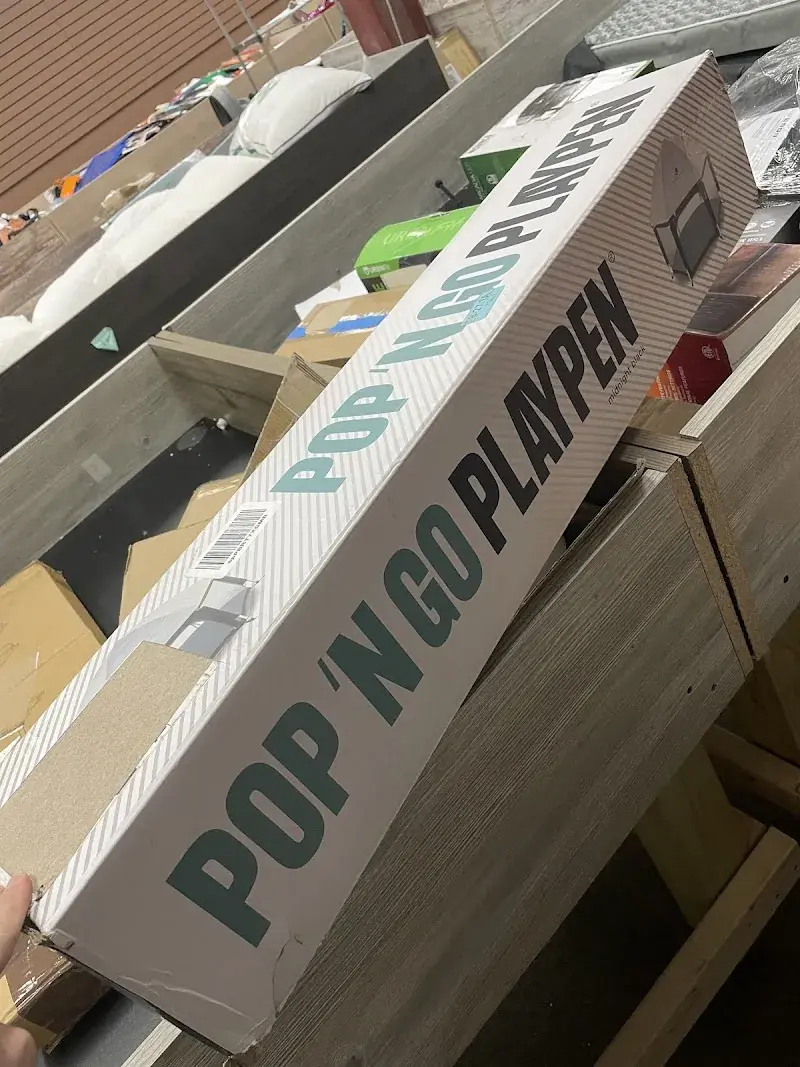 POP 'N GO PLAYPEN
POP 'N GO PLAYPEN®
midnight black